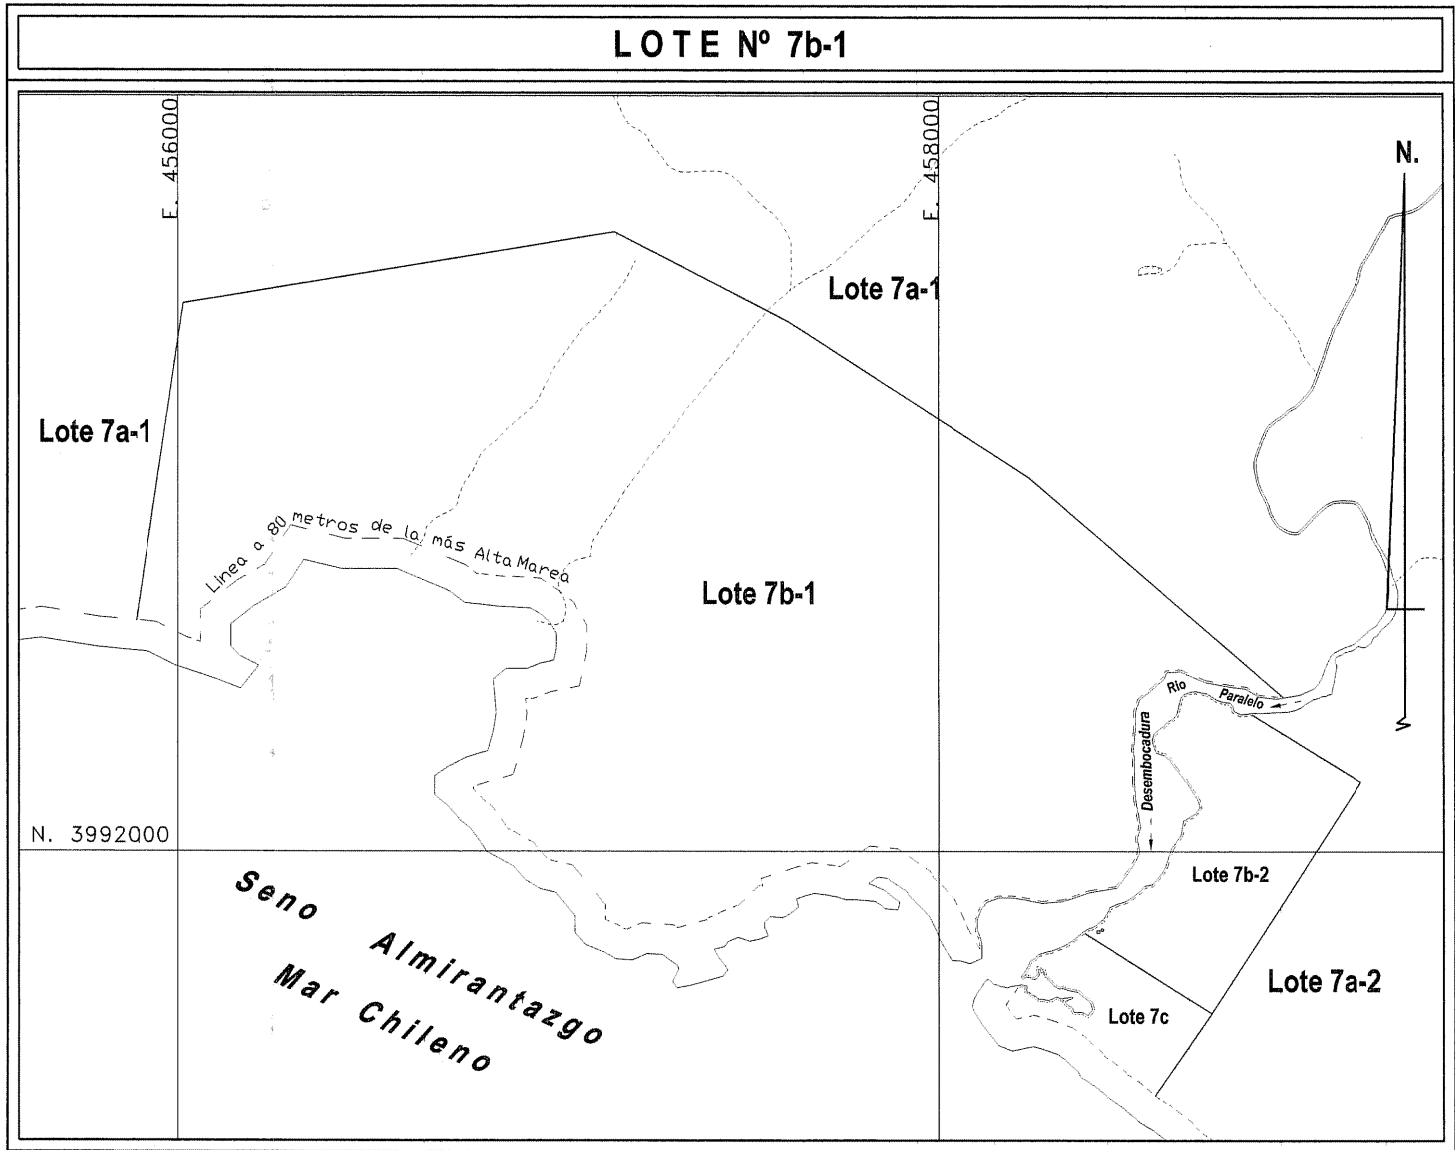 LOTE Nº 7b-1
E. 456000
E. 458000
N.
Lote 7a-1
Lote 7a-1
Línea a 80 metros de la más Alta Marea
Lote 7b-1
Río Paralelo
Desembocadura
N. 3992000
Lote 7b-2
Seno Almirantazgo
Mar Chileno
Lote 7a-2
Lote 7c